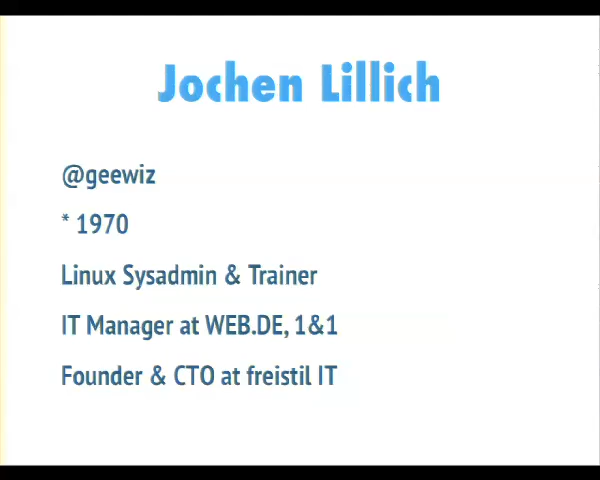 Jochen Lillich
@geewiz
* 1970
Linux Sysadmin & Trainer
IT Manager at WEB.DE, 1&1
Founder & CTO at freistil IT